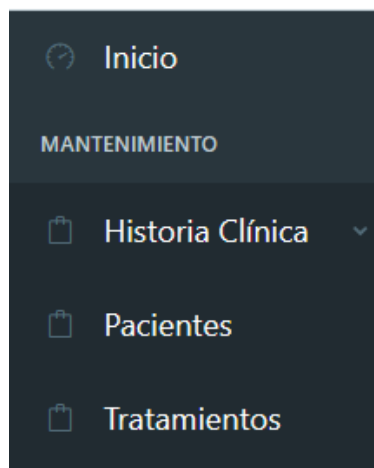 Inicio
MANTENIMIENTO
Historia Clínica
Pacientes
Tratamientos